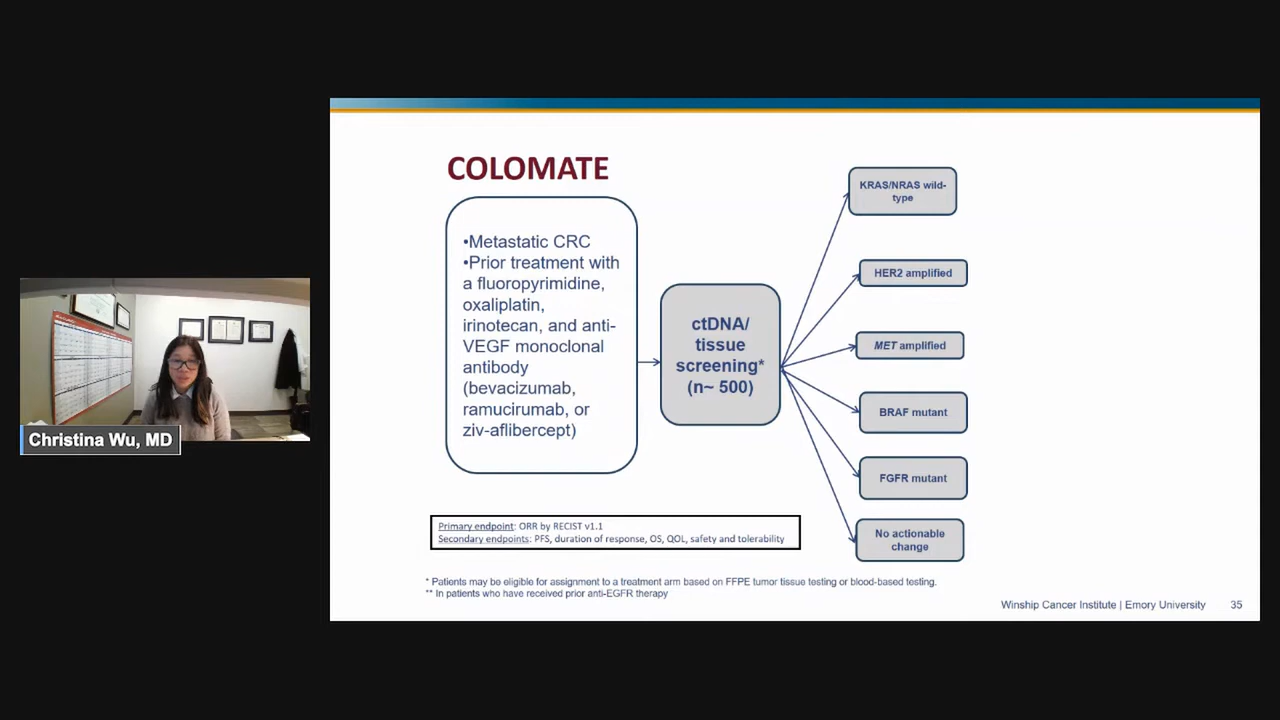 COLOMATE
•Metastatic CRC
•Prior treatment with
a fluoropyrimidine,
oxaliplatin,
irinotecan, and anti-
VEGF monoclonal
antibody
(bevacizumab,
ramucirumab, or
ziv-aflibercept)
ctDNA/
tissue
screening*
(n~ 500)
KRAS/NRAS wild-
type
HER2 amplified
MET amplified
BRAF mutant
FGFR mutant
No actionable
change
Primary endpoint: ORR by RECIST v1.1
Secondary endpoints: PFS, duration of response, OS, QOL, safety and tolerability
* Patients may be eligible for assignment to a treatment arm based on FFPE tumor tissue testing or blood-based testing.
** In patients who have received prior anti-EGFR therapy
Winship Cancer Institute | Emory University 35
Christina Wu, MD